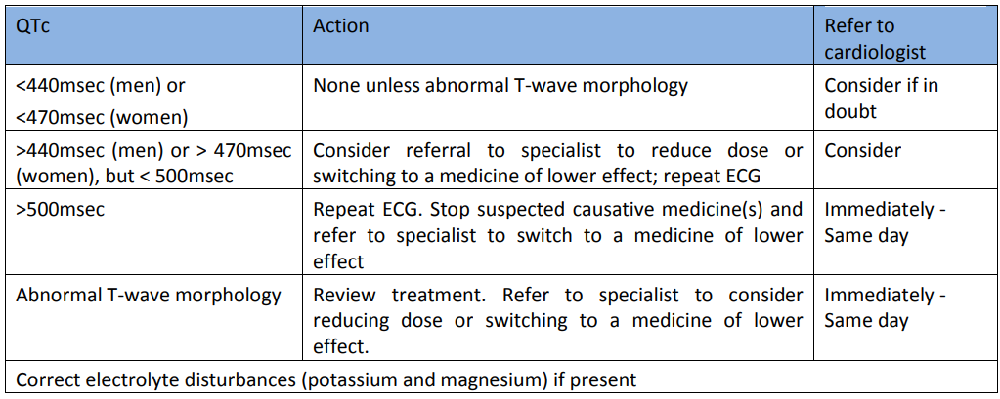 QTc
Action
Refer to
cardiologist
<440msec (men) or
<470msec (women)
None unless abnormal T-wave morphology
Consider if in
doubt
>440msec (men) or > 470msec
(women), but < 500msec
Consider referral to specialist to reduce dose or
switching to a medicine of lower effect; repeat ECG
Consider
>500msec
Repeat ECG. Stop suspected causative medicine(s) and
refer to specialist to switch to a medicine of lower
effect
Immediately -
Same day
Abnormal T-wave morphology
Review treatment. Refer to specialist to consider
reducing dose or switching to a medicine of lower
effect.
Immediately -
Same day
Correct electrolyte disturbances (potassium and magnesium) if present